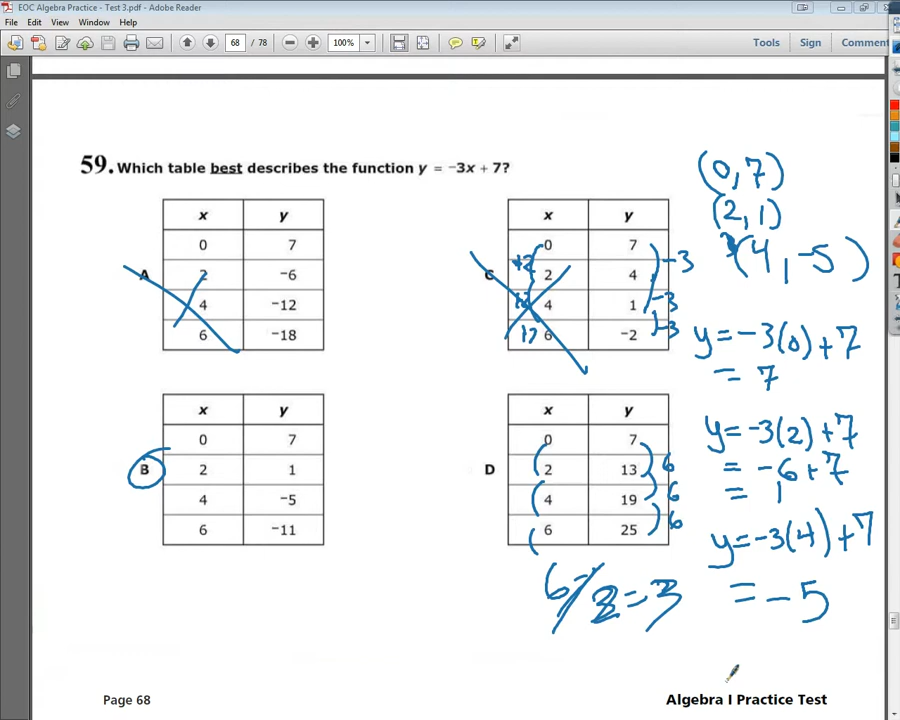 EOC Algebra Practice - Test 3.pdf - Adobe Reader
File Edit View Window Help
68 / 78 100% Tools Sign Comment
59. Which table best describes the function y = −3x + 7?
A
x y
0 7
2 −6
4 −12
6 −18
C
x y
0 7
2 4
4 1
6 −2
+2
-3
-3
-3
B
x y
0 7
2 1
4 −5
6 −11
D
x y
0 7
2 13
4 19
6 25
6
6
6
(0,7)
(2,1)
(4,-5)
y=-3(0)+7
= 7
y=-3(2)+7
= -6+7
= 1
y=-3(4)+7
= -5
6/2=3
Page 68
Algebra I Practice Test